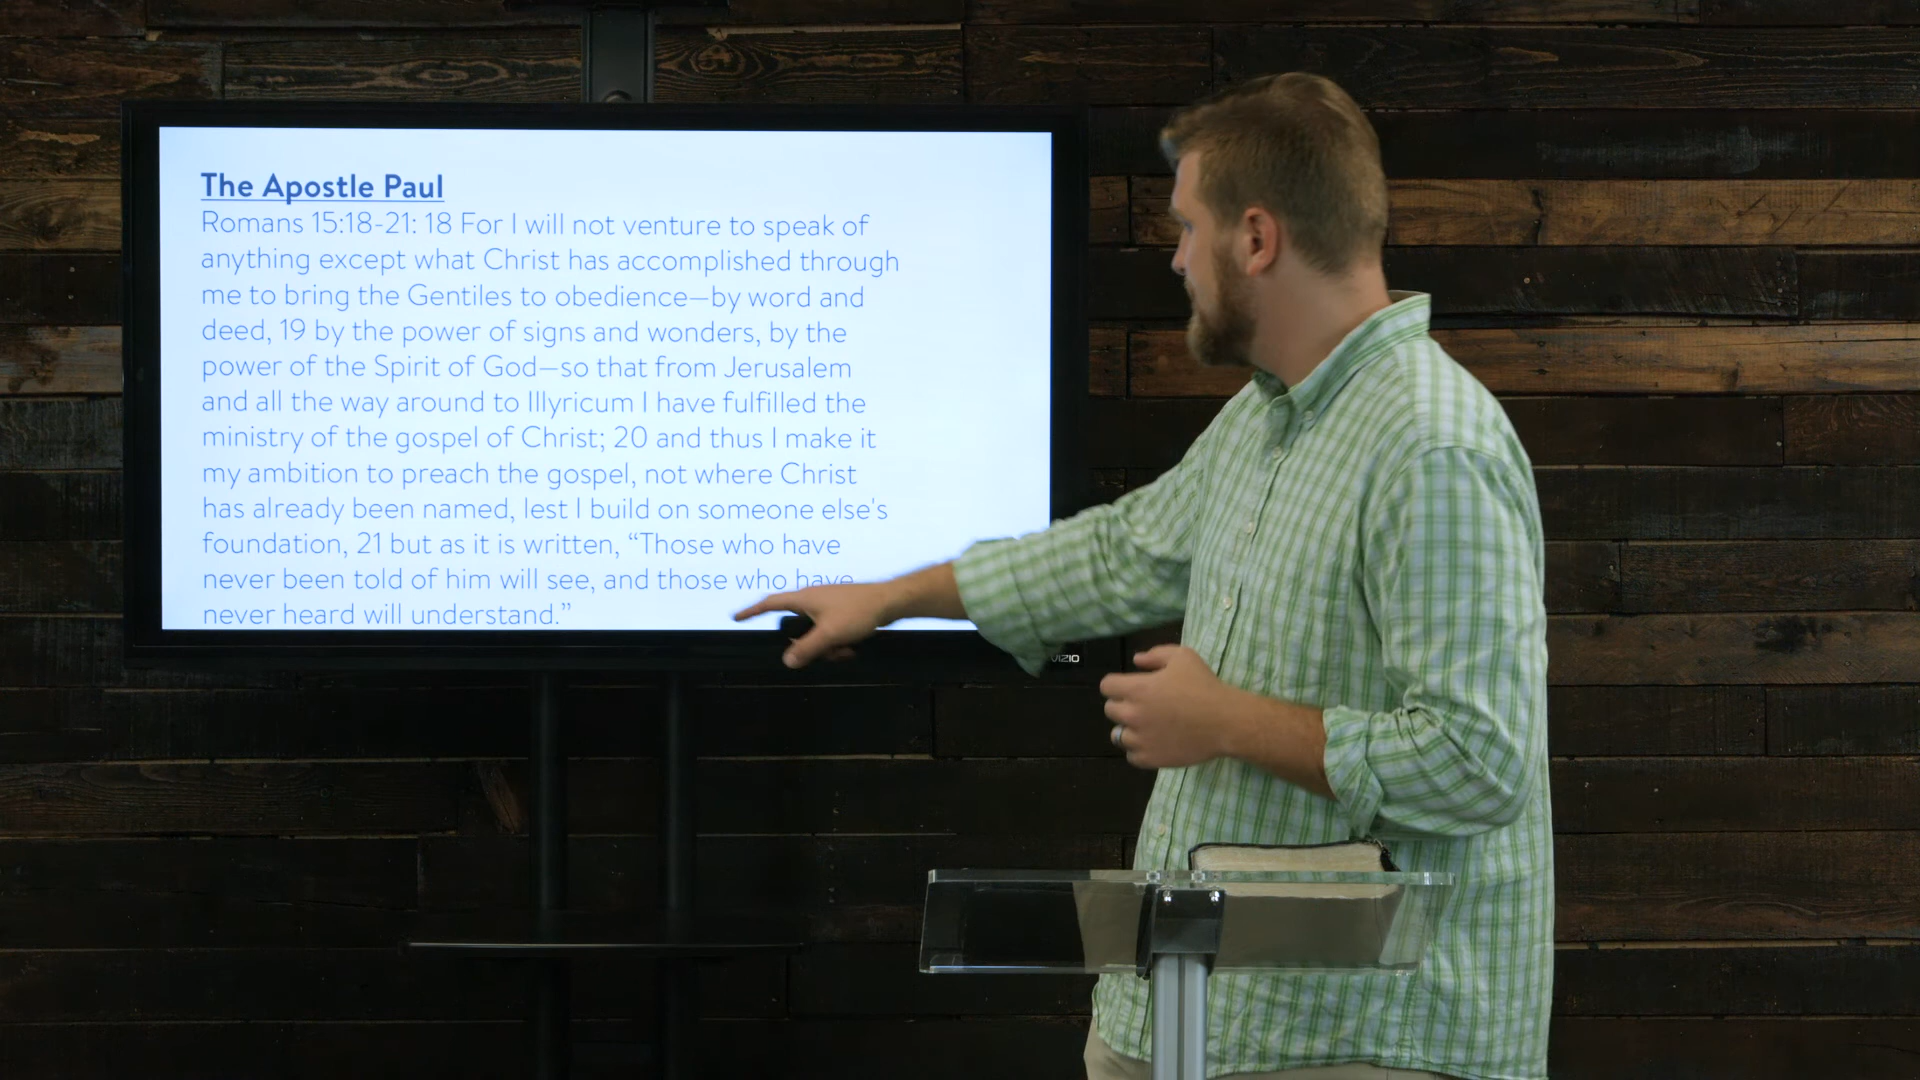 The Apostle Paul
Romans 15:18-21: 18 For I will not venture to speak of
anything except what Christ has accomplished through
me to bring the Gentiles to obedience—by word and
deed, 19 by the power of signs and wonders, by the
power of the Spirit of God—so that from Jerusalem
and all the way around to Illyricum I have fulfilled the
ministry of the gospel of Christ; 20 and thus I make it
my ambition to preach the gospel, not where Christ
has already been named, lest I build on someone else's
foundation, 21 but as it is written, “Those who have
never been told of him will see, and those who have
never heard will understand.”
VIZIO